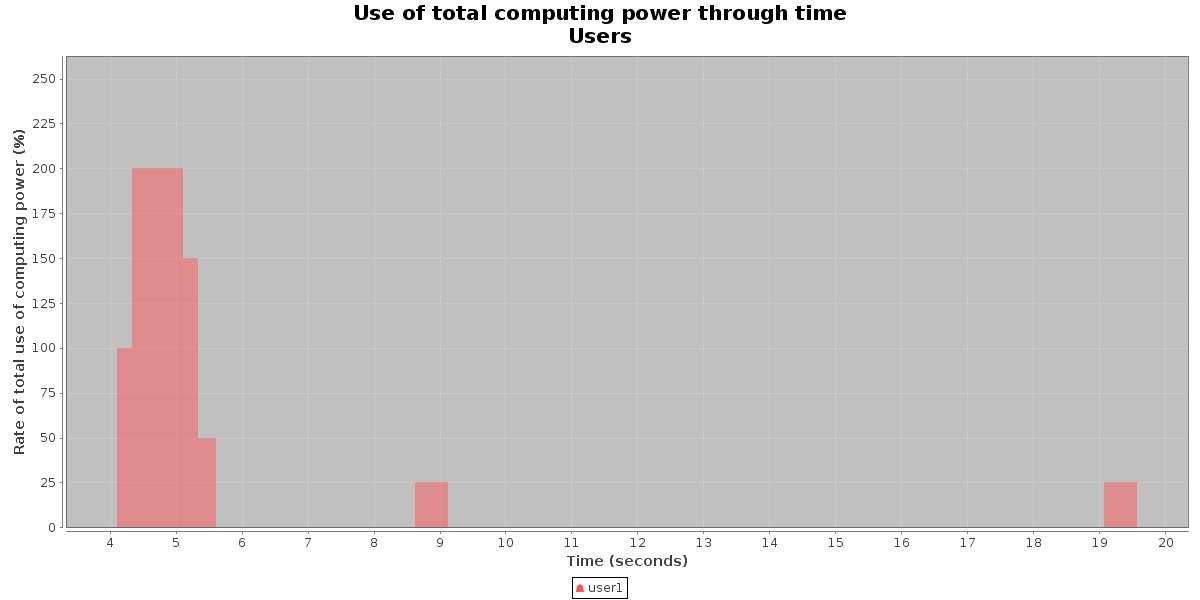 Use of total computing power through time
Users
Rate of total use of computing power (%)
250
225
200
175
150
125
100
75
50
25
0
4 5 6 7 8 9 10 11 12 13 14 15 16 17 18 19 20
Time (seconds)
user1